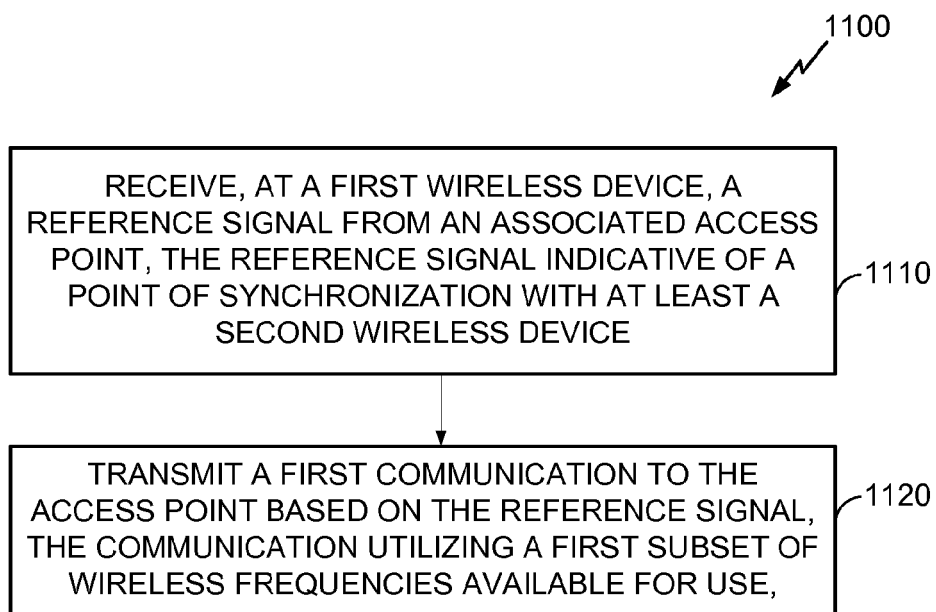 1100
RECEIVE, AT A FIRST WIRELESS DEVICE, A
REFERENCE SIGNAL FROM AN ASSOCIATED ACCESS
POINT, THE REFERENCE SIGNAL INDICATIVE OF A
POINT OF SYNCHRONIZATION WITH AT LEAST A
SECOND WIRELESS DEVICE
1110
TRANSMIT A FIRST COMMUNICATION TO THE
ACCESS POINT BASED ON THE REFERENCE SIGNAL,
THE COMMUNICATION UTILIZING A FIRST SUBSET OF
WIRELESS FREQUENCIES AVAILABLE FOR USE,
1120